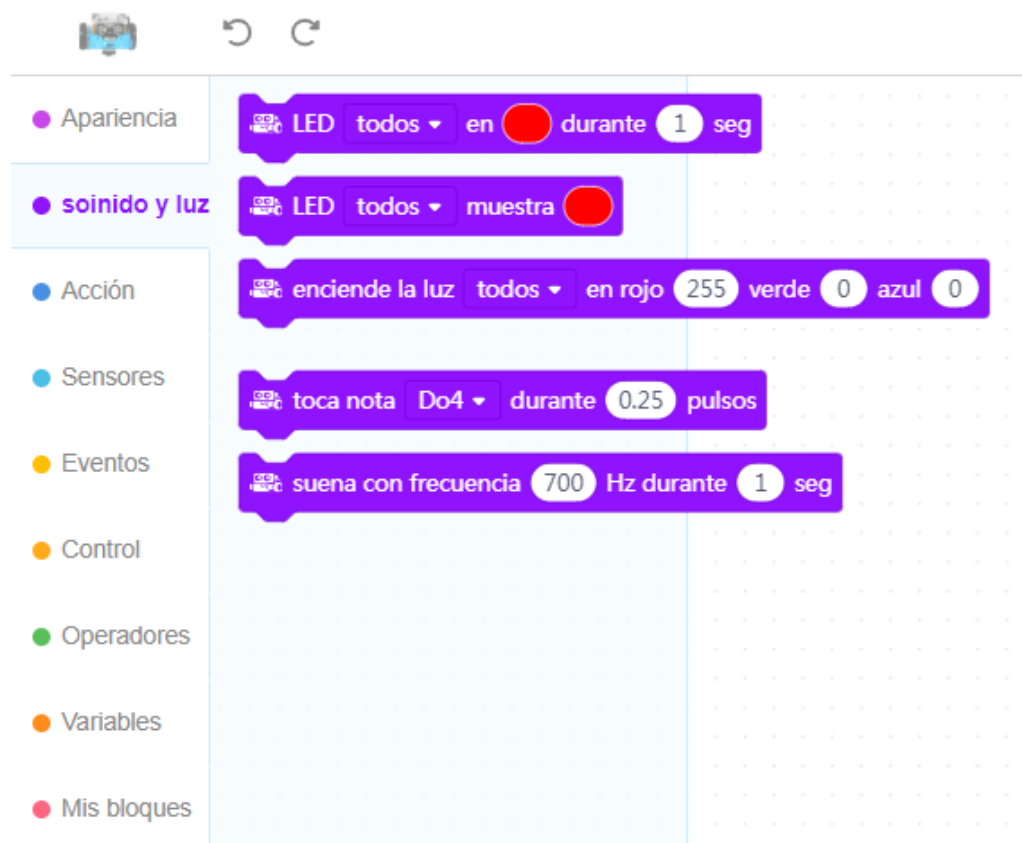 Apariencia
LED todos en durante 1 seg
soinido y luz
LED todos muestra
enciende la luz todos en rojo 255 verde 0 azul 0
Acción
Sensores
toca nota Do4 durante 0.25 pulsos
Eventos
suena con frecuencia 700 Hz durante 1 seg
Control
Operadores
Variables
Mis bloques